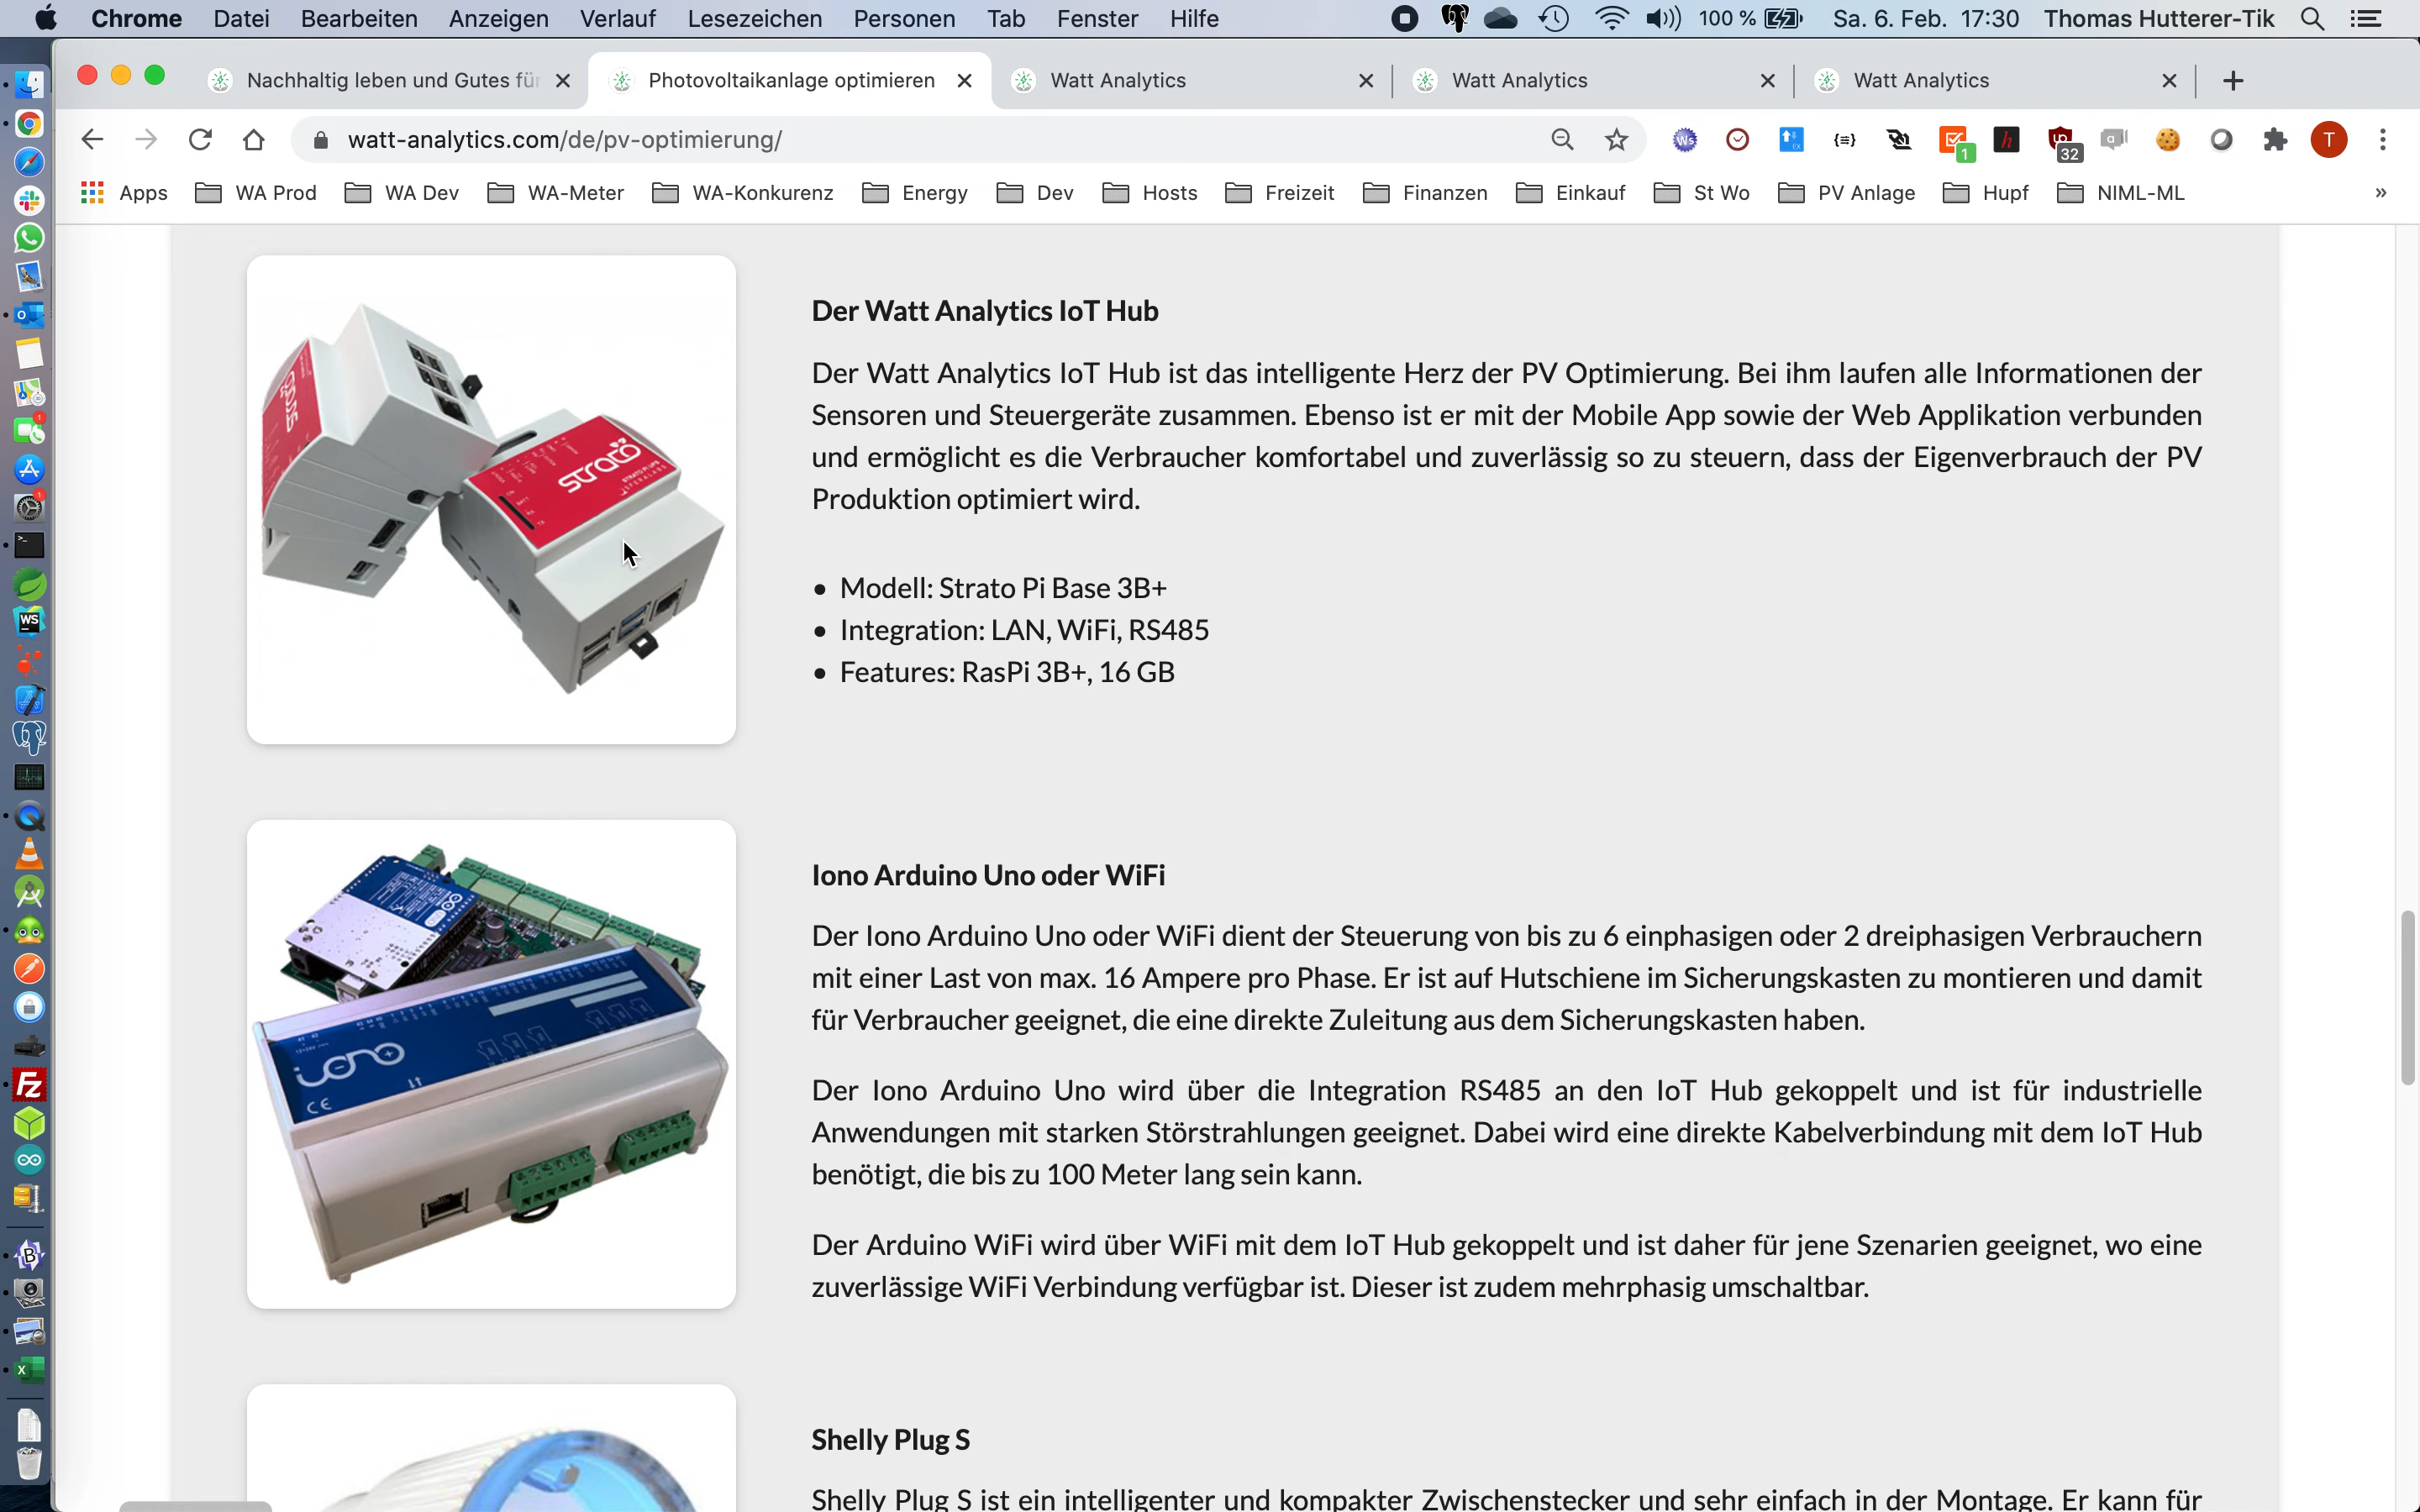 Chrome Datei Bearbeiten Anzeigen Verlauf Lesezeichen Personen Tab Fenster Hilfe 100 % Sa. 6. Feb. 17:30 Thomas Hutterer-Tik
Nachhaltig leben und Gutes für Photovoltaikanlage optimieren Watt Analytics Watt Analytics Watt Analytics
watt-analytics.com/de/pv-optimierung/ 1 32 T
Apps WA Prod WA Dev WA-Meter WA-Konkurenz Energy Dev Hosts Freizeit Finanzen Einkauf St Wo PV Anlage Hupf NIML-ML »
strato
Der Watt Analytics IoT Hub
Der Watt Analytics IoT Hub ist das intelligente Herz der PV Optimierung. Bei ihm laufen alle Informationen der
Sensoren und Steuergeräte zusammen. Ebenso ist er mit der Mobile App sowie der Web Applikation verbunden
und ermöglicht es die Verbraucher komfortabel und zuverlässig so zu steuern, dass der Eigenverbrauch der PV
Produktion optimiert wird.
• Modell: Strato Pi Base 3B+
• Integration: LAN, WiFi, RS485
• Features: RasPi 3B+, 16 GB
iono
CE
Iono Arduino Uno oder WiFi
Der Iono Arduino Uno oder WiFi dient der Steuerung von bis zu 6 einphasigen oder 2 dreiphasigen Verbrauchern
mit einer Last von max. 16 Ampere pro Phase. Er ist auf Hutschiene im Sicherungskasten zu montieren und damit
für Verbraucher geeignet, die eine direkte Zuleitung aus dem Sicherungskasten haben.
Der Iono Arduino Uno wird über die Integration RS485 an den IoT Hub gekoppelt und ist für industrielle
Anwendungen mit starken Störstrahlungen geeignet. Dabei wird eine direkte Kabelverbindung mit dem IoT Hub
benötigt, die bis zu 100 Meter lang sein kann.
Der Arduino WiFi wird über WiFi mit dem IoT Hub gekoppelt und ist daher für jene Szenarien geeignet, wo eine
zuverlässige WiFi Verbindung verfügbar ist. Dieser ist zudem mehrphasig umschaltbar.
Shelly Plug S
Shelly Plug S ist ein intelligenter und kompakter Zwischenstecker und sehr einfach in der Montage. Er kann für